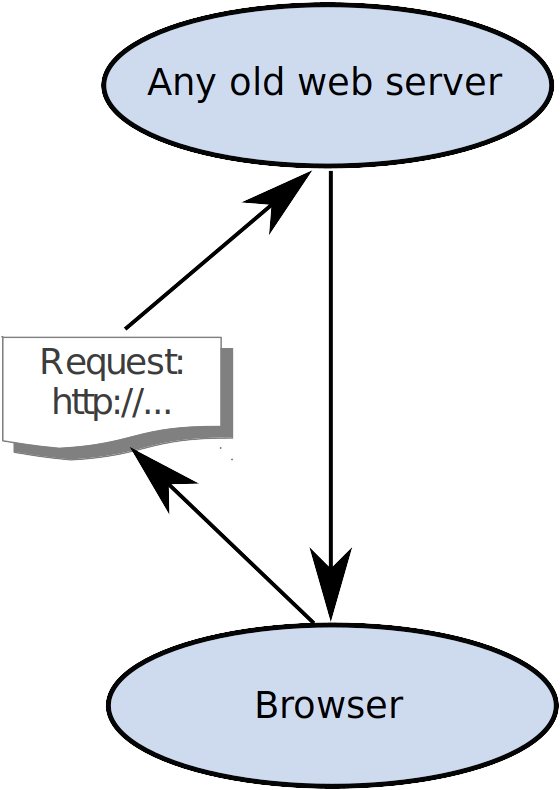 Any old web server
Request:
http://...
Browser